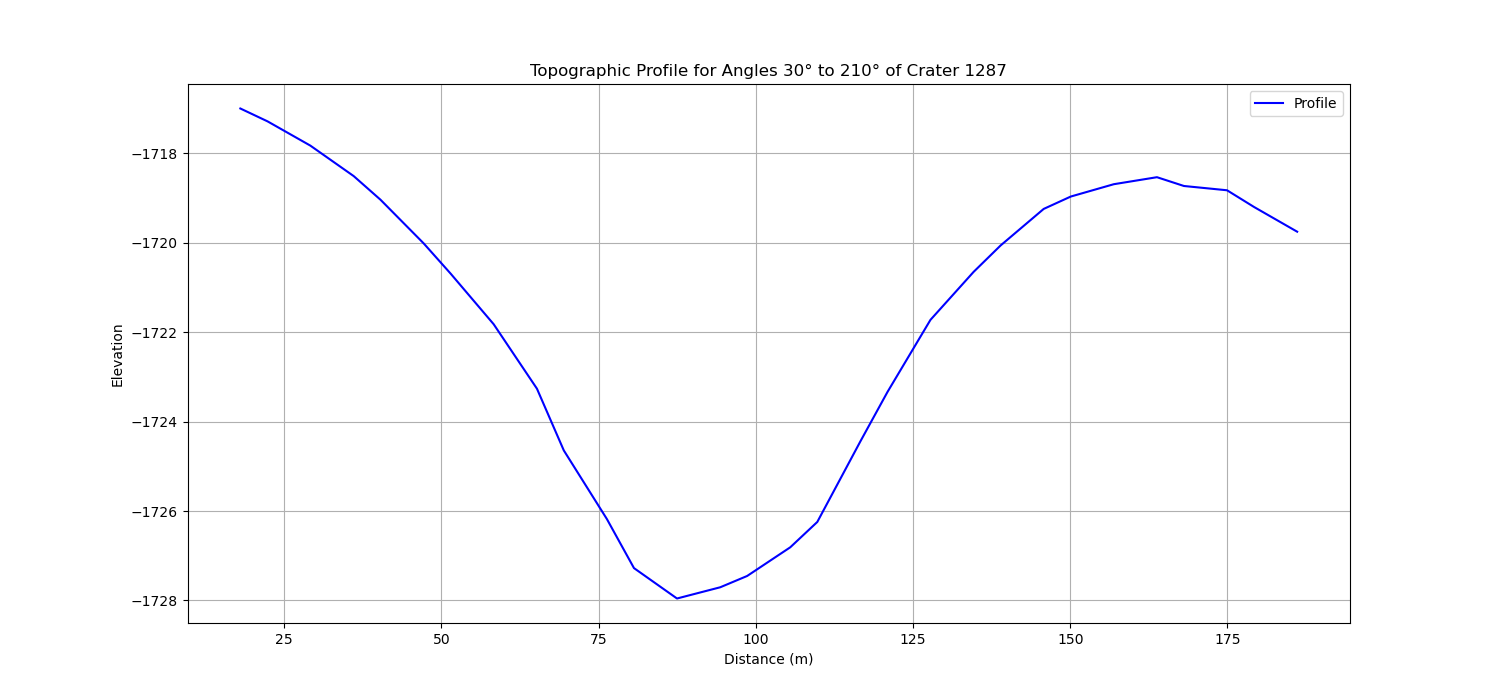 Topographic Profile for Angles 30° to 210° of Crater 1287
Profile
−1718
−1720
−1722
−1724
−1726
−1728
Elevation
25 50 75 100 125 150 175
Distance (m)